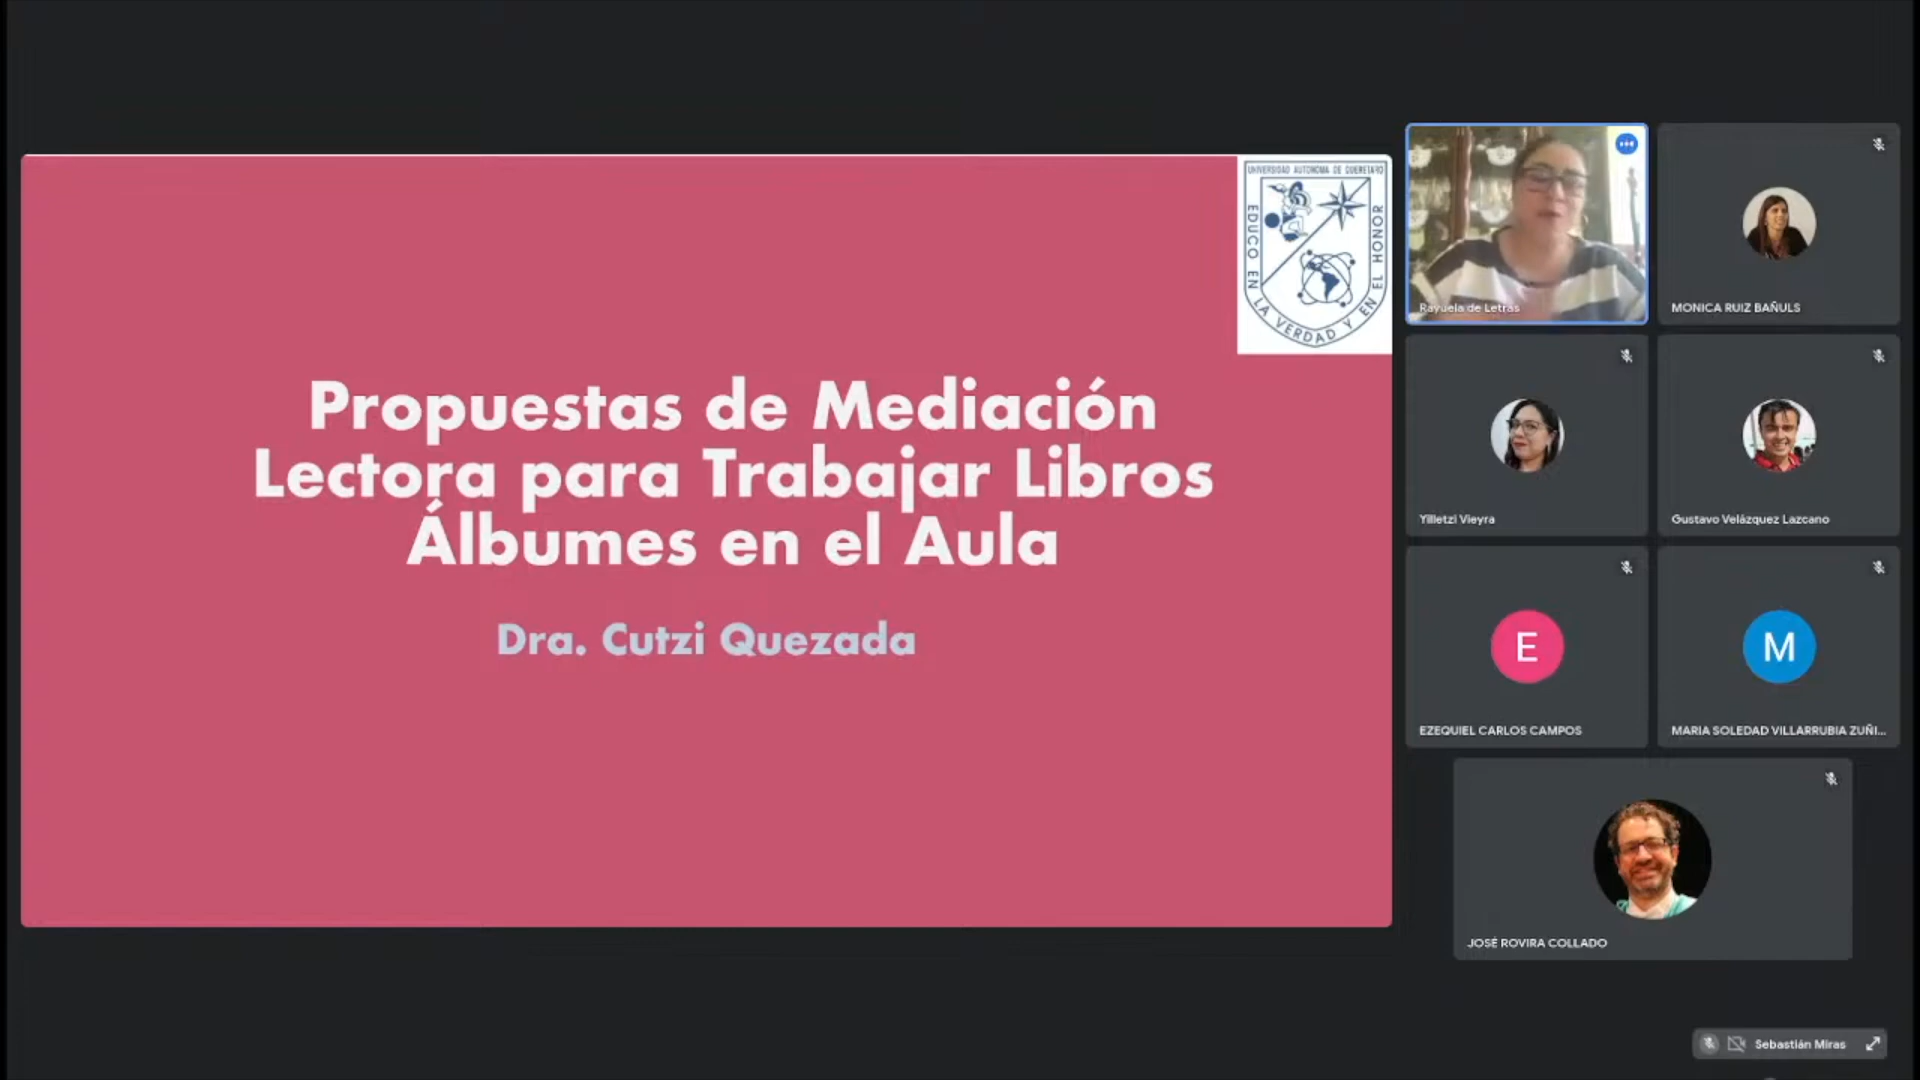 UNIVERSIDAD AUTONOMA DE QUERETARO
EDUCO EN LA VERDAD Y EN EL HONOR
Propuestas de Mediación
Lectora para Trabajar Libros
Álbumes en el Aula
Dra. Cutzi Quezada
Rayuela de Letras
MONICA RUIZ BAÑULS
Yilletzi Vieyra
Gustavo Velázquez Lazcano
E
M
EZEQUIEL CARLOS CAMPOS
MARIA SOLEDAD VILLARRUBIA ZUÑI...
JOSÉ ROVIRA COLLADO
Sebastián Miras